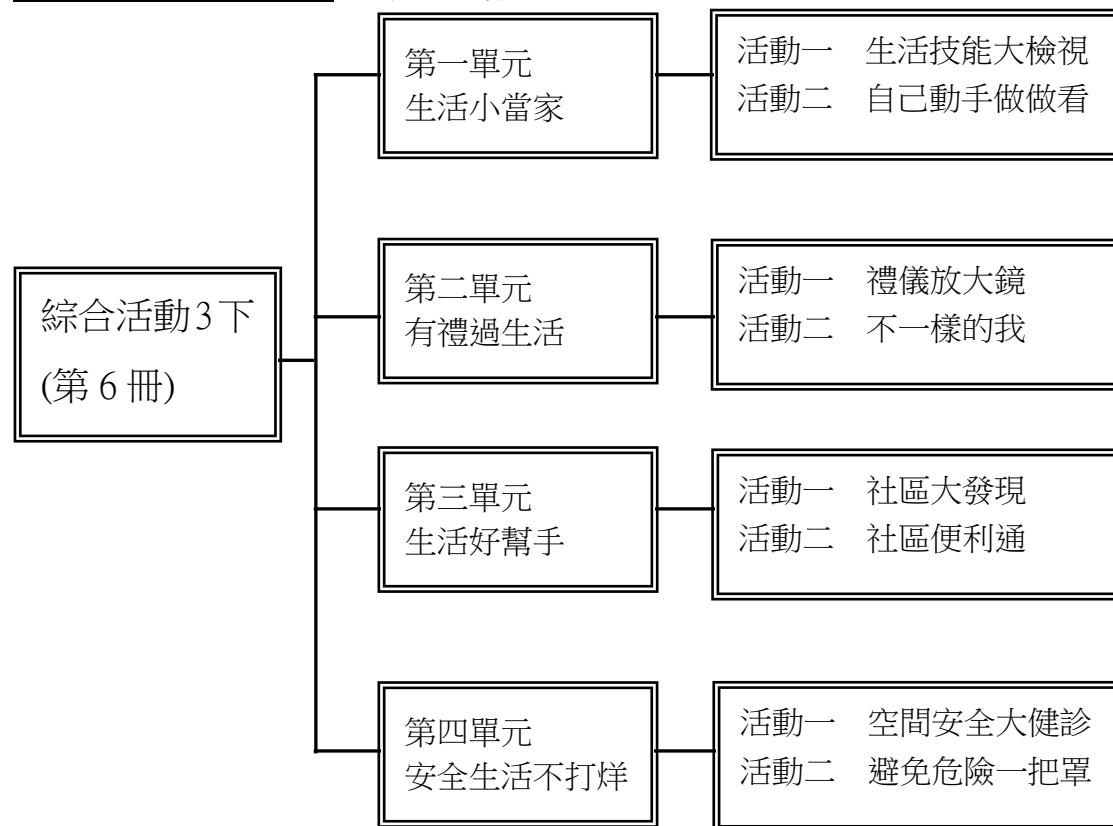 綜合活動3下
(第 6 冊)
第一單元
生活小當家
活動一　生活技能大檢視
活動二　自己動手做做看
第二單元
有禮過生活
活動一　禮儀放大鏡
活動二　不一樣的我
第三單元
生活好幫手
活動一　社區大發現
活動二　社區便利通
第四單元
安全生活不打烊
活動一　空間安全大健診
活動二　避免危險一把罩